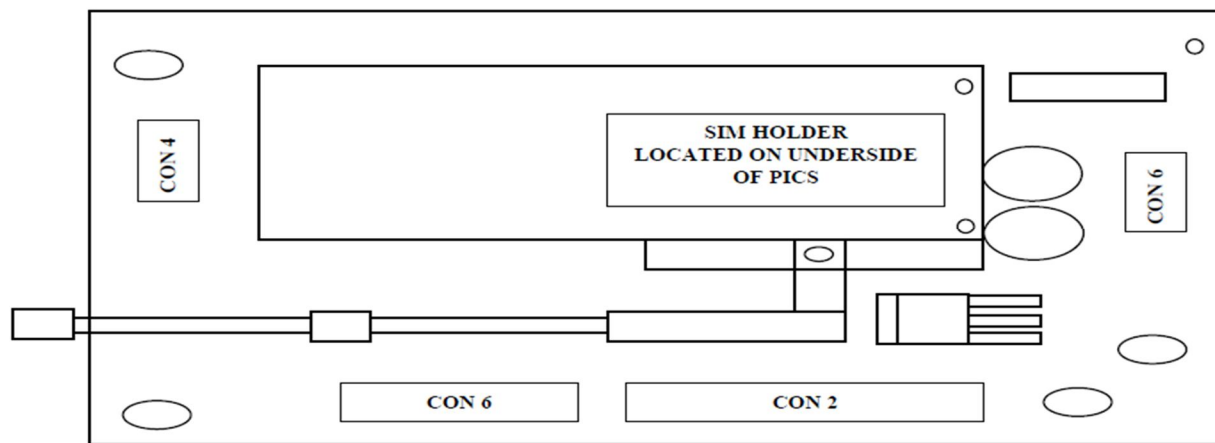 SIM HOLDER
LOCATED ON UNDERSIDE
OF PICS
CON 4
CON 6
CON 6
CON 2